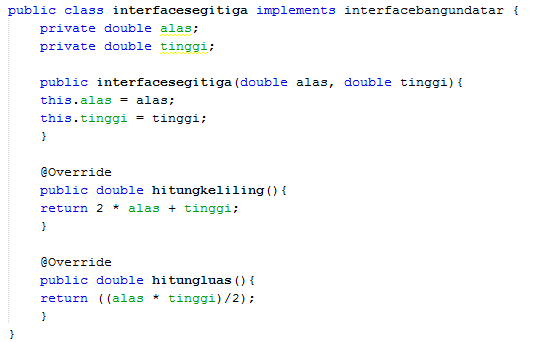 public class interfacesegitiga implements interfacebangundatar {
private double alas;
private double tinggi;
public interfacesegitiga(double alas, double tinggi){
this.alas = alas;
this.tinggi = tinggi;
}
@Override
public double hitungkeliling(){
return 2 * alas + tinggi;
}
@Override
public double hitungluas(){
return ((alas * tinggi)/2);
}
}